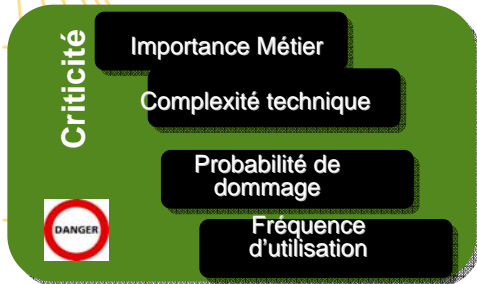 Criticité
Importance Métier
Complexité technique
Probabilité de
dommage
DANGER
Fréquence
d'utilisation